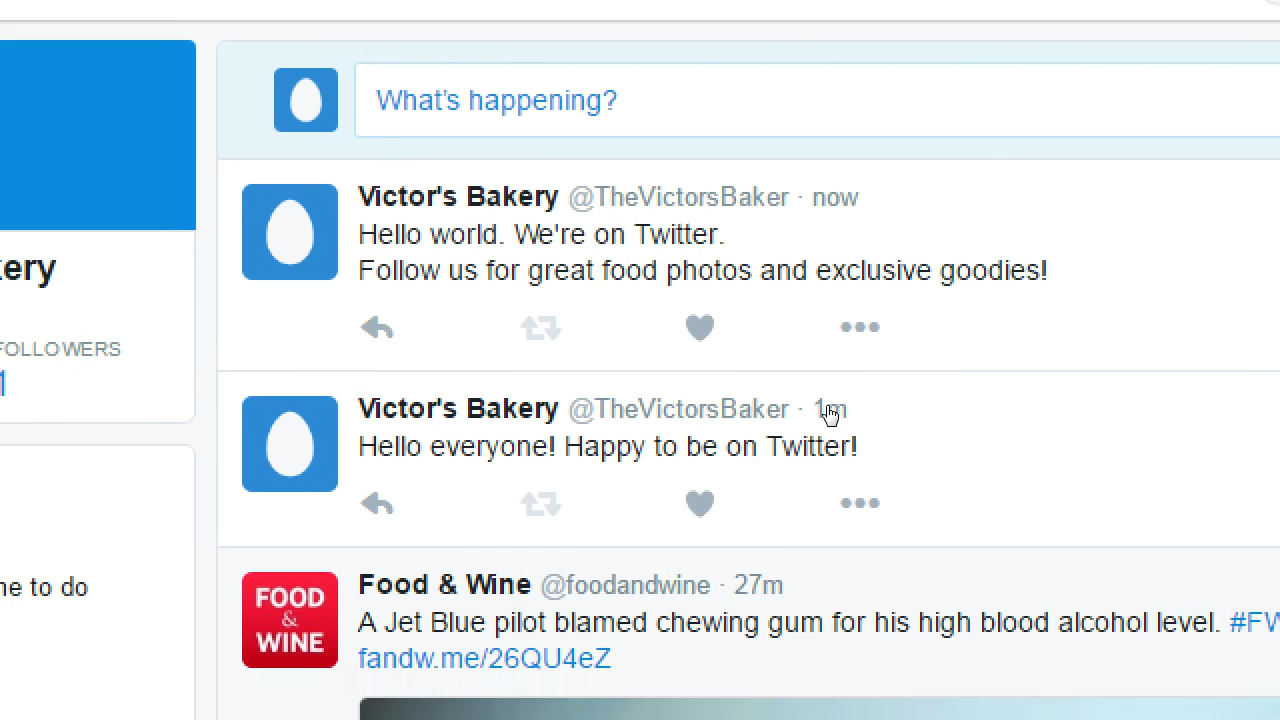 What's happening?
Victor's Bakery @TheVictorsBaker · now
Hello world. We're on Twitter.
Follow us for great food photos and exclusive goodies!
kery
FOLLOWERS
1
Victor's Bakery @TheVictorsBaker · 1m
Hello everyone! Happy to be on Twitter!
ne to do
FOOD
&
WINE
Food & Wine @foodandwine · 27m
A Jet Blue pilot blamed chewing gum for his high blood alcohol level. #FW
fandw.me/26QU4eZ